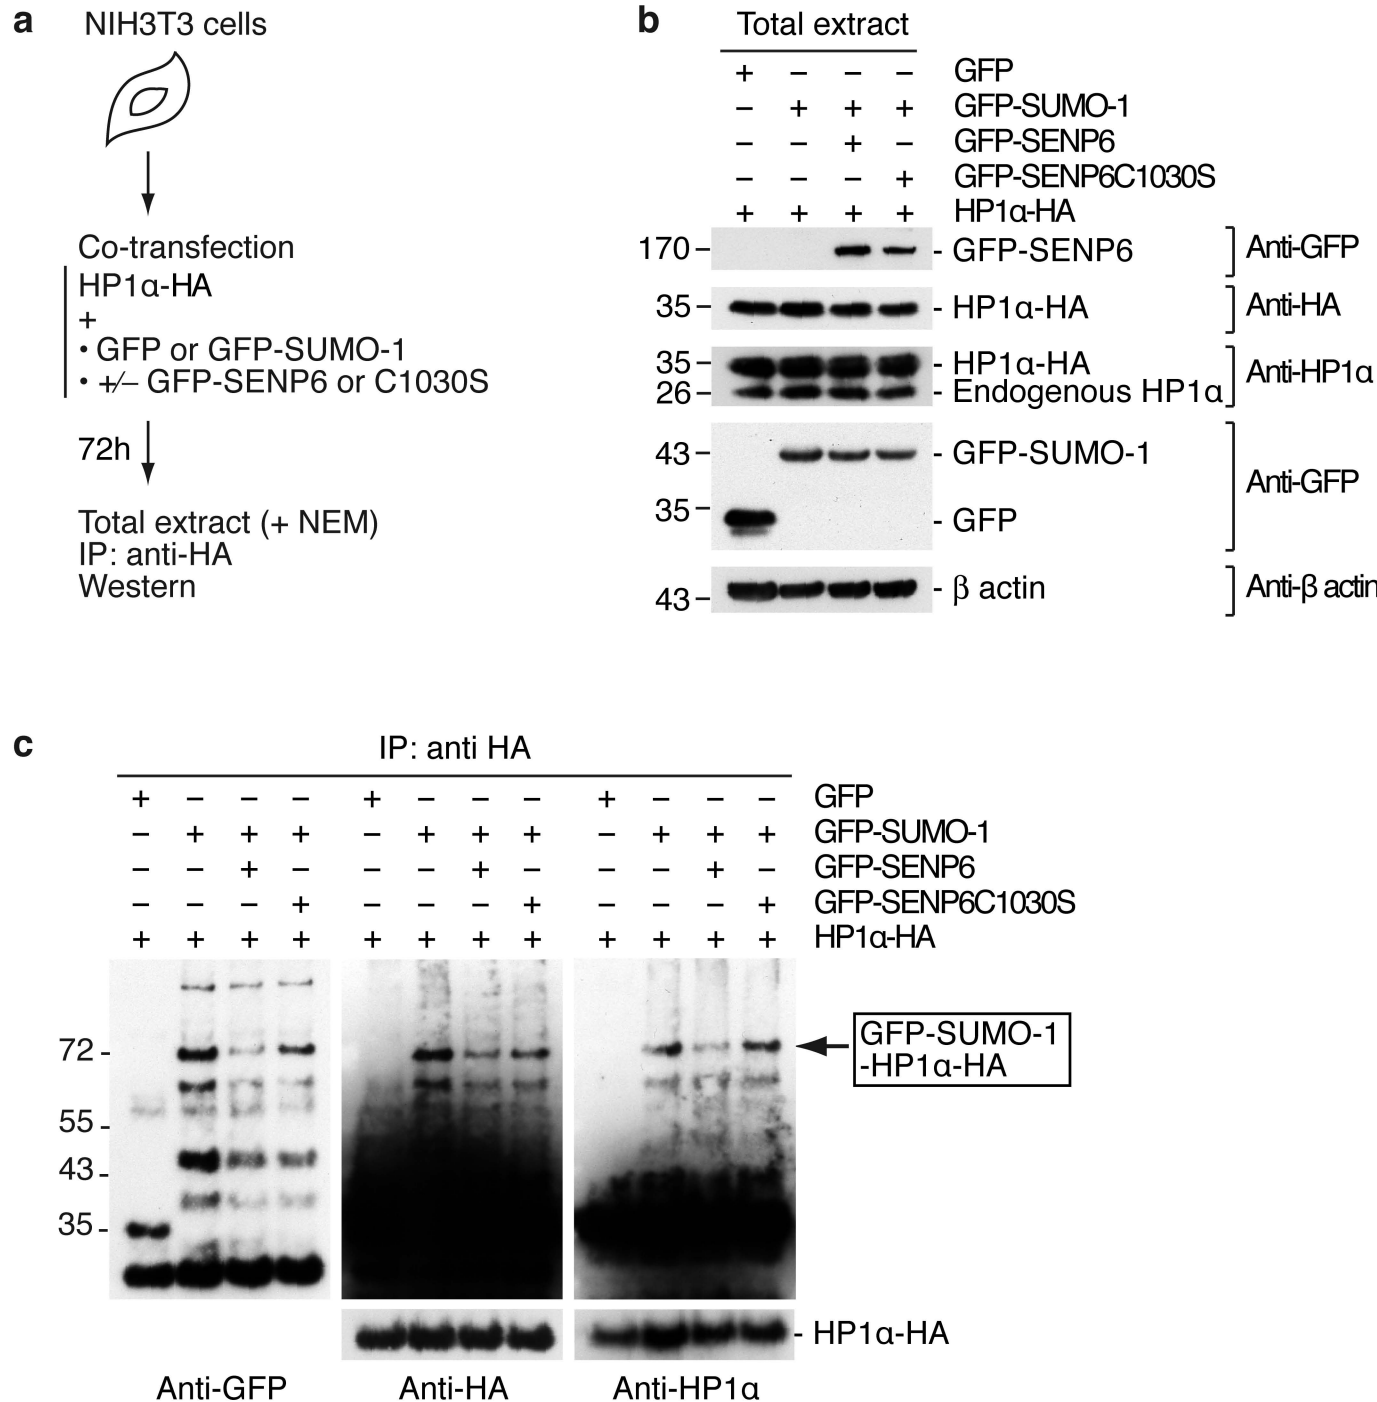 a
NIH3T3 cells
Co-transfection
HP1α-HA
+
• GFP or GFP-SUMO-1
• +/– GFP-SENP6 or C1030S
72h
Total extract (+ NEM)
IP: anti-HA
Western
b
Total extract
+ – – – GFP
– + + + GFP-SUMO-1
– – + – GFP-SENP6
– – – + GFP-SENP6C1030S
+ + + + HP1α-HA
170 – - GFP-SENP6 Anti-GFP
35 – - HP1α-HA Anti-HA
35 – - HP1α-HA Anti-HP1α
26 – - Endogenous HP1α
43 – - GFP-SUMO-1 Anti-GFP
35 – - GFP
43 – - β actin Anti-β actin
c
IP: anti HA
+ – – – + – – – + – – – GFP
– + + + – + + + – + + + GFP-SUMO-1
– – + – – – + – – – + – GFP-SENP6
– – – + – – – + – – – + GFP-SENP6C1030S
+ + + + + + + + + + + + HP1α-HA
72 -
55 -
43 -
35 -
GFP-SUMO-1
-HP1α-HA
- HP1α-HA
Anti-GFP Anti-HA Anti-HP1α